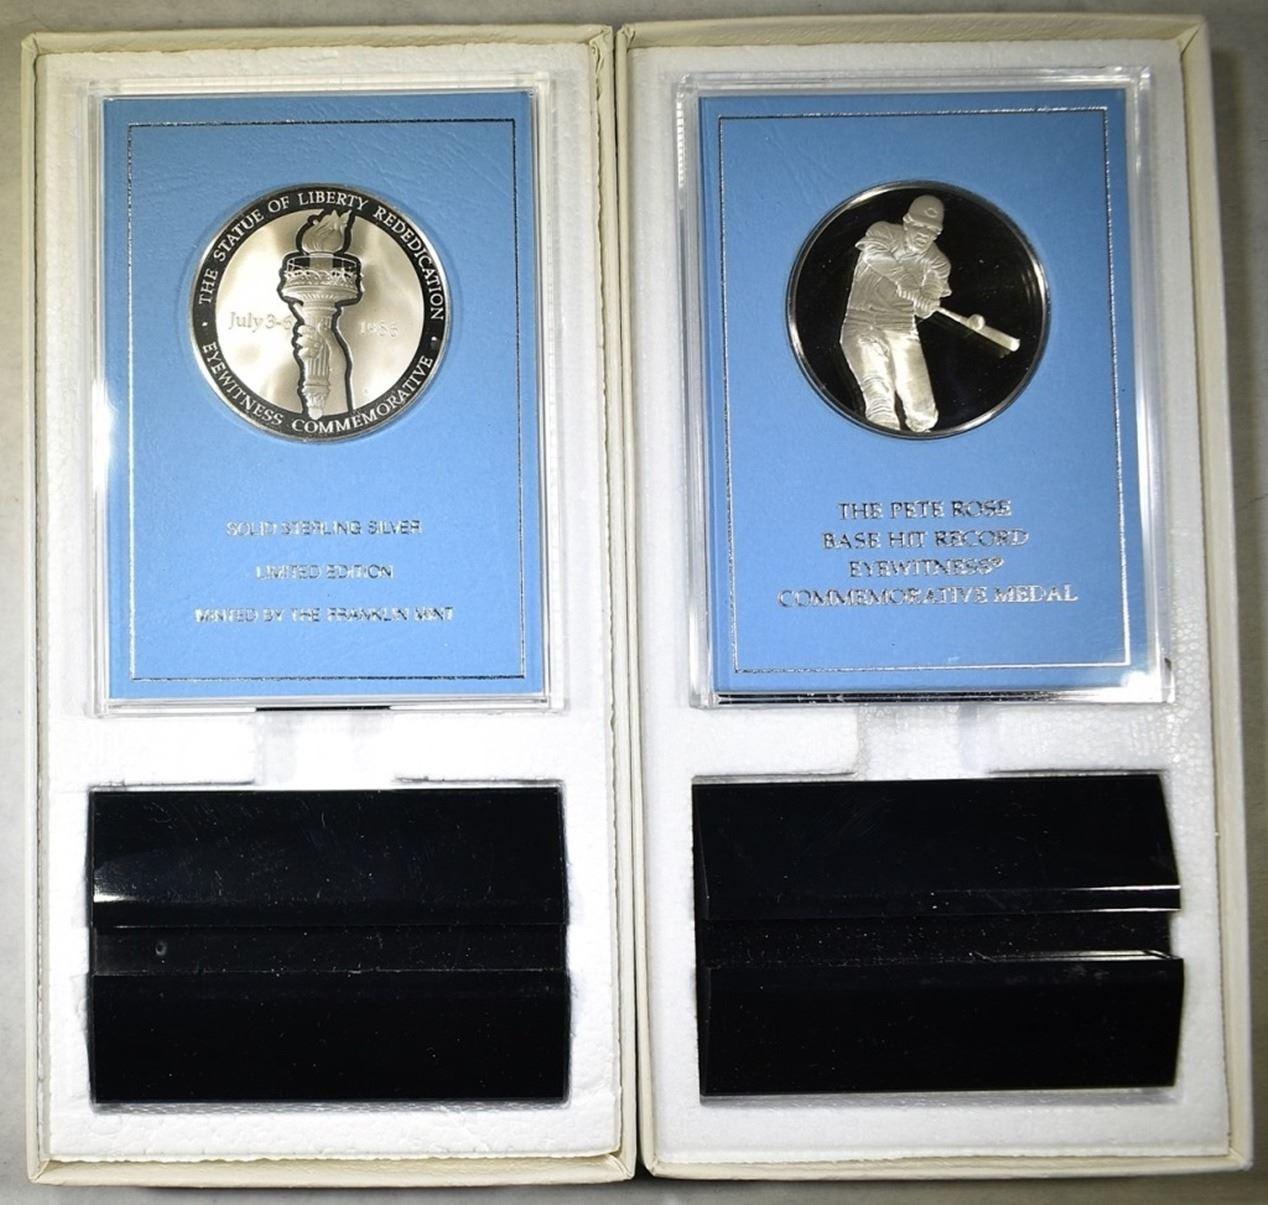 THE STATUE OF LIBERTY REDEDICATION
July 3-6 1986
EYEWITNESS COMMEMORATIVE
SOLID STERLING SILVER
LIMITED EDITION
MINTED BY THE FRANKLIN MINT
THE PETE ROSE
BASE HIT RECORD
EYEWITNESS®
COMMEMORATIVE MEDAL